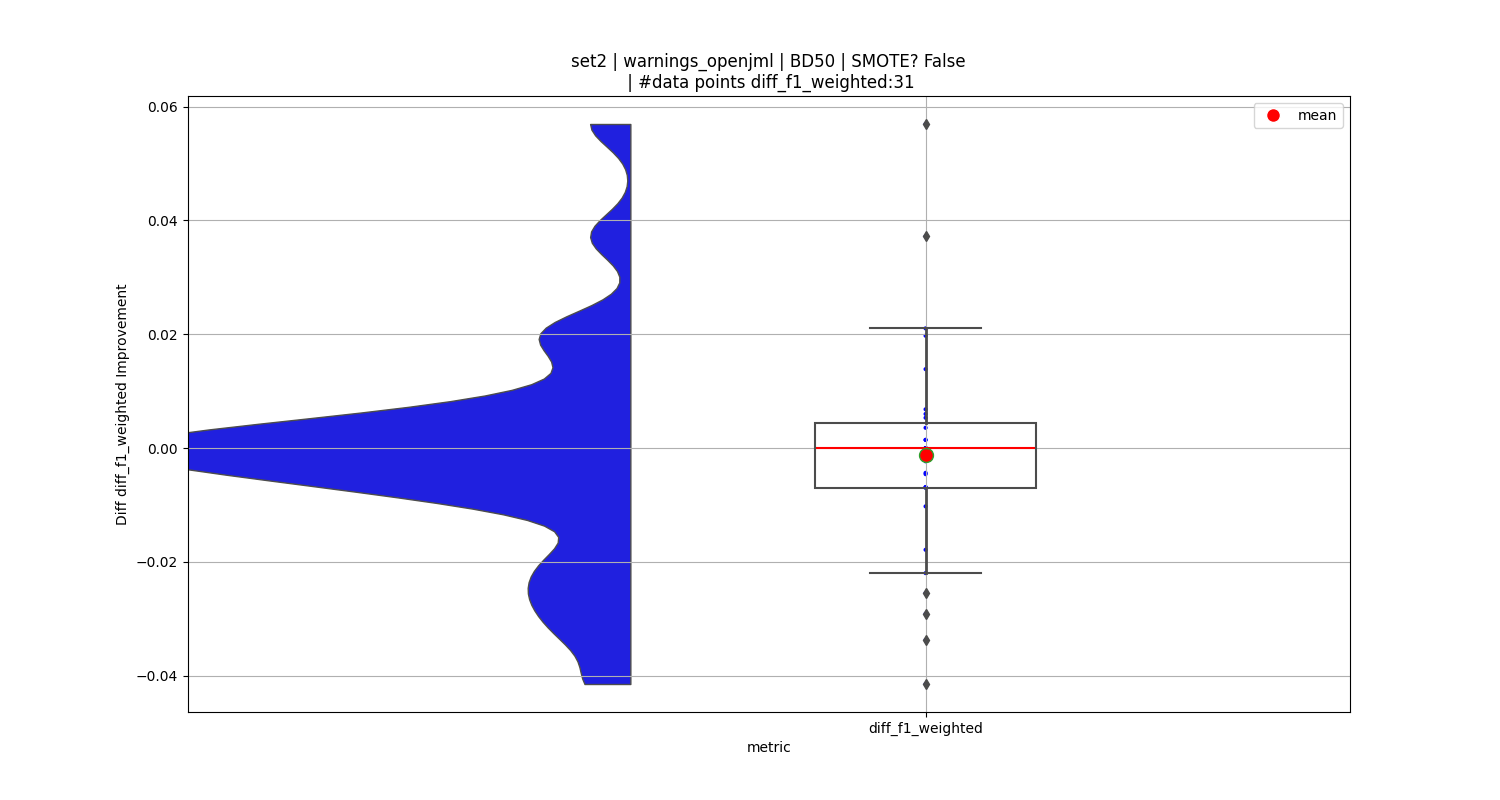 set2 | warnings_openjml | BD50 | SMOTE? False
| #data points diff_f1_weighted:31
mean
0.06
0.04
0.02
0.00
−0.02
−0.04
Diff diff_f1_weighted Improvement
diff_f1_weighted
metric